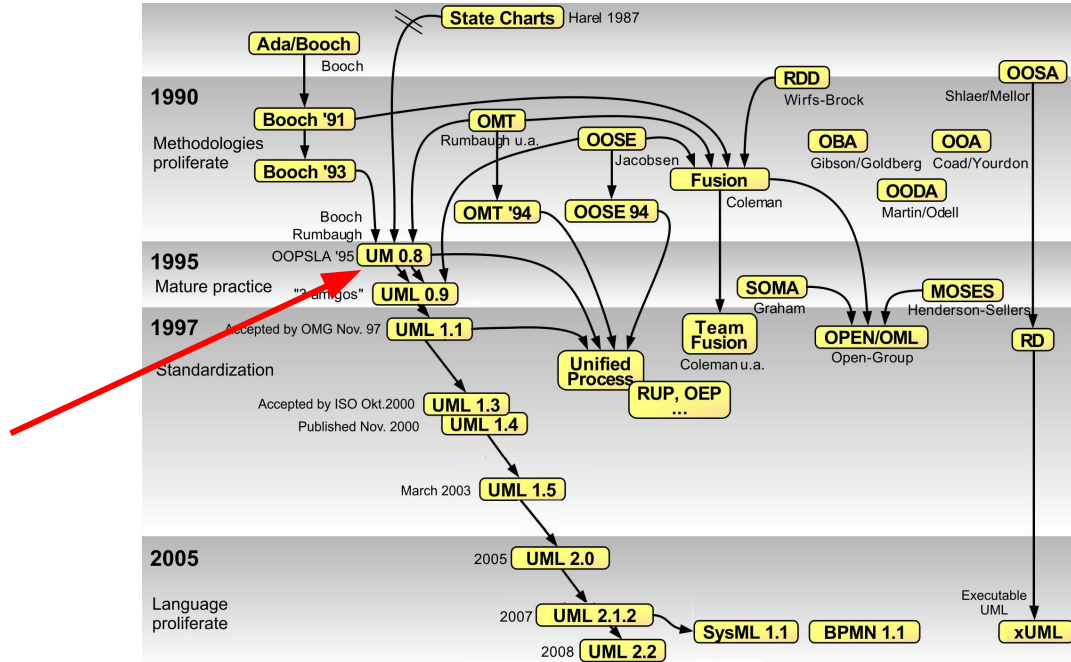 State Charts
Harel 1987
Ada/Booch
Booch
RDD
Wirfs-Brock
OOSA
Shlaer/Mellor
1990
Methodologies
proliferate
Booch '91
OMT
Rumbaugh u.a.
OOSE
Jacobsen
OBA
Gibson/Goldberg
OOA
Coad/Yourdon
Booch '93
Fusion
Coleman
OODA
Martin/Odell
OMT '94
OOSE 94
Booch
Rumbaugh
1995
Mature practice
OOPSLA '95
UM 0.8
"3 amigos"
UML 0.9
SOMA
Graham
MOSES
Henderson-Sellers
1997
Standardization
Accepted by OMG Nov. 97
UML 1.1
Team
Fusion
Coleman u.a.
OPEN/OML
Open-Group
RD
Unified
Process
RUP, OEP
...
Accepted by ISO Okt.2000
UML 1.3
Published Nov. 2000
UML 1.4
March 2003
UML 1.5
2005
Language
proliferate
2005
UML 2.0
2007
UML 2.1.2
2008
UML 2.2
SysML 1.1
BPMN 1.1
Executable
UML
xUML